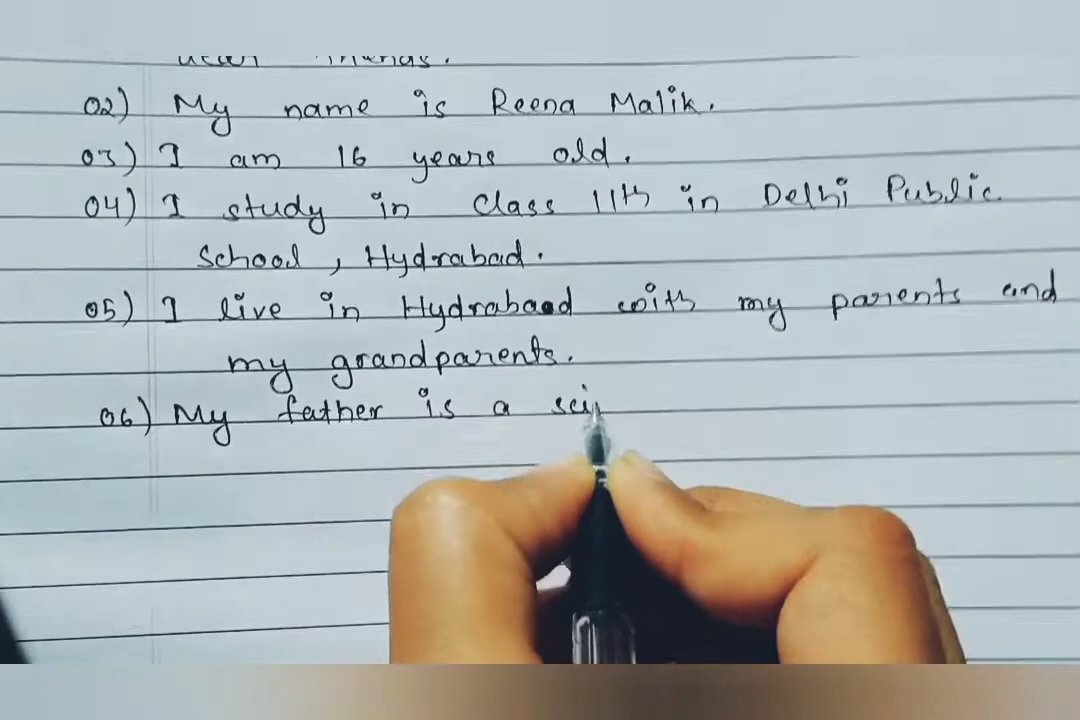 02) My name is Reena Malik.
03) I am 16 years old.
04) I study in Class 11th in Delhi Public
School, Hydrabad.
05) I live in Hydrabad with my parents and
my grandparents.
06) My father is a sci